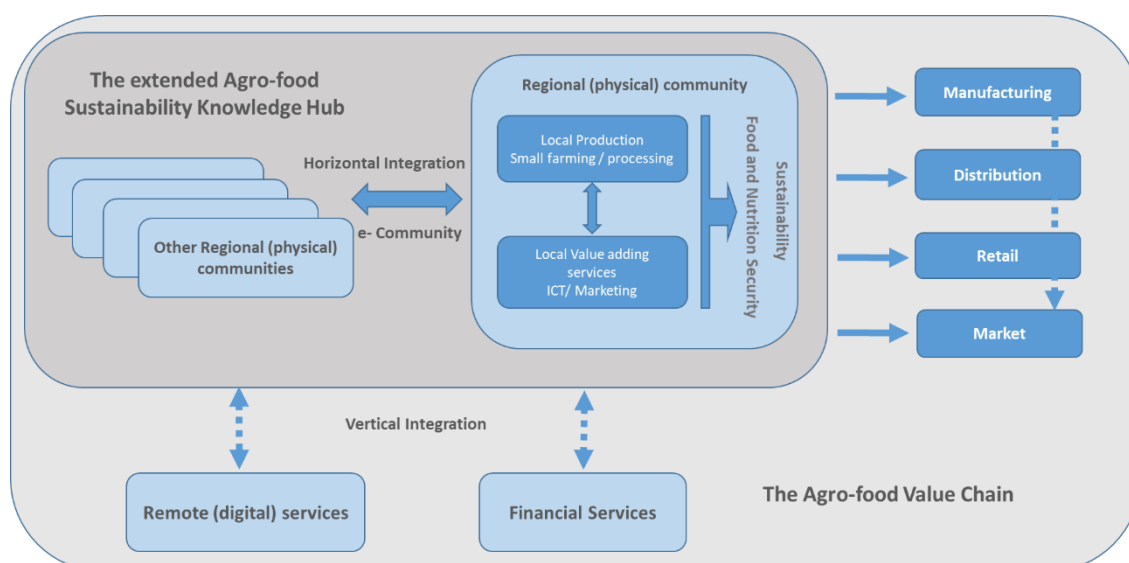 The extended Agro-food
Sustainability Knowledge Hub
Horizontal Integration
e- Community
Other Regional (physical)
communities
Regional (physical) community
Local Production
Small farming / processing
Local Value adding
services
ICT/ Marketing
Sustainability
Food and Nutrition Security
Manufacturing
Distribution
Retail
Market
Vertical Integration
Remote (digital) services
Financial Services
The Agro-food Value Chain